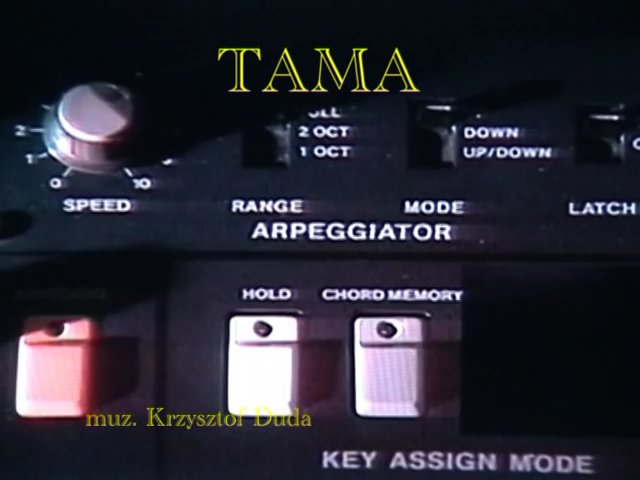 TAMA
2 OCT
1 OCT
DOWN
UP/DOWN
2
1
0
10
SPEED
RANGE
MODE
LATCH
ARPEGGIATOR
HOLD
CHORD MEMORY
muz. Krzysztof Duda
KEY ASSIGN MODE